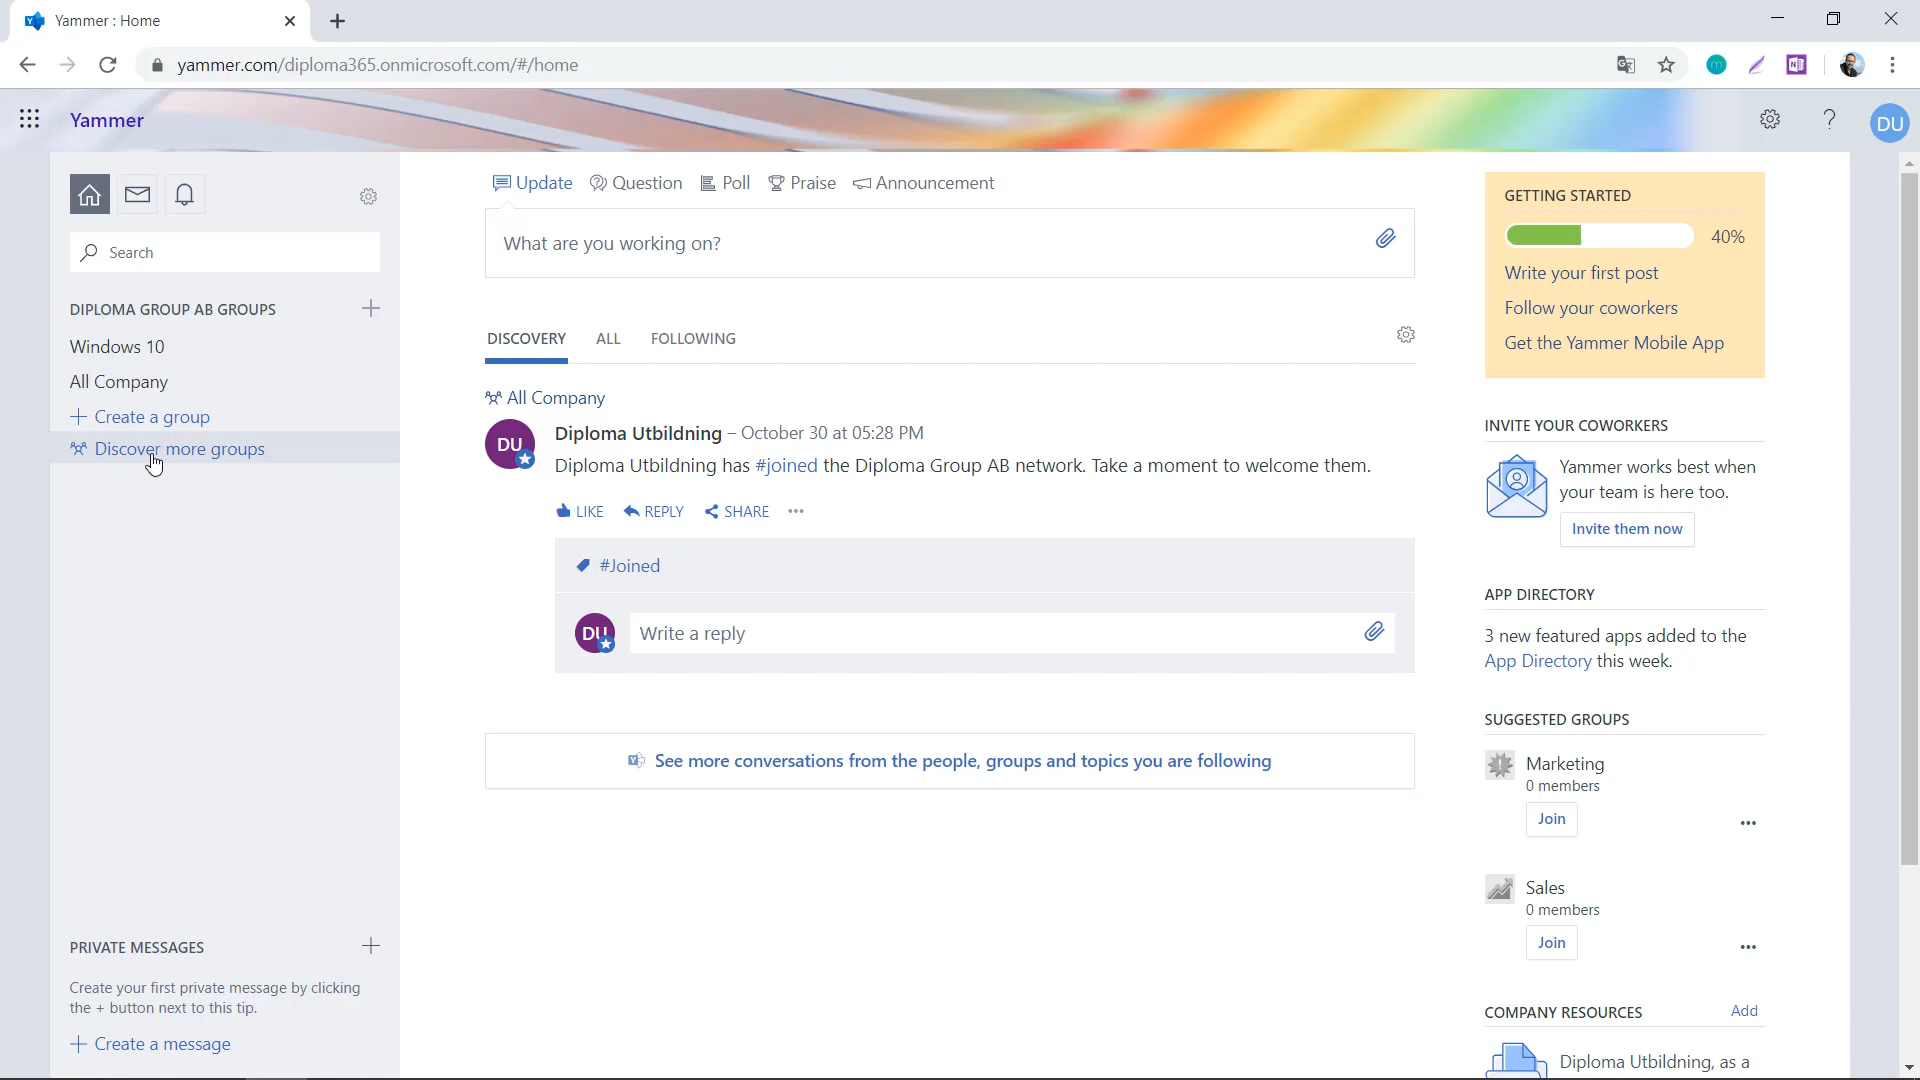 Yammer : Home
yammer.com/diploma365.onmicrosoft.com/#/home
Yammer
DU
Search
DIPLOMA GROUP AB GROUPS
Windows 10
All Company
Create a group
Discover more groups
PRIVATE MESSAGES
Create your first private message by clicking
the + button next to this tip.
Create a message
Update Question Poll Praise Announcement
What are you working on?
DISCOVERY ALL FOLLOWING
All Company
DU
Diploma Utbildning – October 30 at 05:28 PM
Diploma Utbildning has #joined the Diploma Group AB network. Take a moment to welcome them.
LIKE REPLY SHARE
#Joined
DU
Write a reply
See more conversations from the people, groups and topics you are following
GETTING STARTED
40%
Write your first post
Follow your coworkers
Get the Yammer Mobile App
INVITE YOUR COWORKERS
Yammer works best when
your team is here too.
Invite them now
APP DIRECTORY
3 new featured apps added to the
App Directory this week.
SUGGESTED GROUPS
Marketing
0 members
Join
Sales
0 members
Join
COMPANY RESOURCES Add
Diploma Utbildning, as a